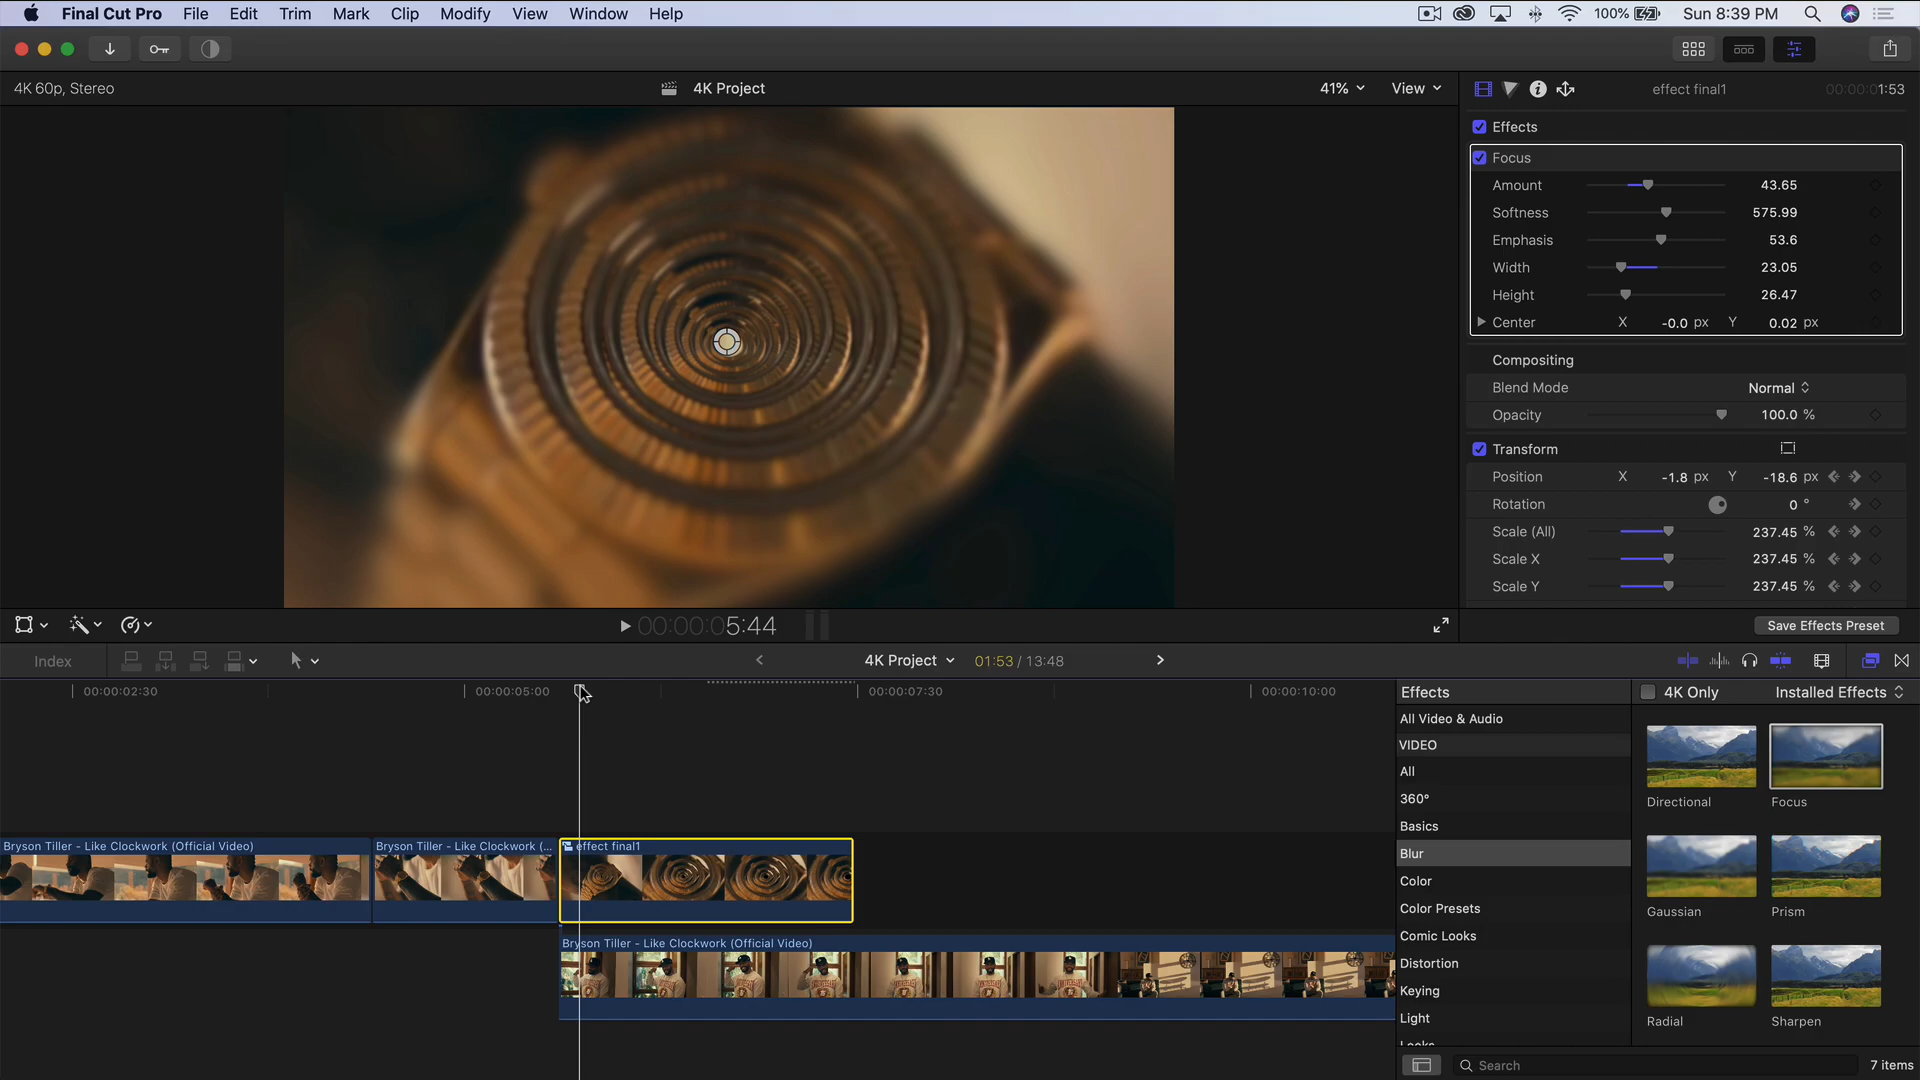 Final Cut Pro File Edit Trim Mark Clip Modify View Window Help 100% Sun 8:39 PM
4K 60p, Stereo 4K Project 41% View effect final1 00:00:01:53
Effects
Focus
Amount 43.65
Softness 575.99
Emphasis 53.6
Width 23.05
Height 26.47
Center X -0.0 px Y 0.02 px
Compositing
Blend Mode Normal
Opacity 100.0 %
Transform
Position X -1.8 px Y -18.6 px
Rotation 0 °
Scale (All) 237.45 %
Scale X 237.45 %
Scale Y 237.45 %
00:00:05:44 Save Effects Preset
Index 4K Project 01:53 / 13:48
00:00:02:30 00:00:05:00 00:00:07:30 00:00:10:00
Bryson Tiller - Like Clockwork (Official Video) Bryson Tiller - Like Clockwork (... effect final1
Bryson Tiller - Like Clockwork (Official Video)
Effects 4K Only Installed Effects
All Video & Audio
VIDEO
All
360°
Basics
Blur
Color
Color Presets
Comic Looks
Distortion
Keying
Light
Looks
Directional Focus
Gaussian Prism
Radial Sharpen
Search 7 items